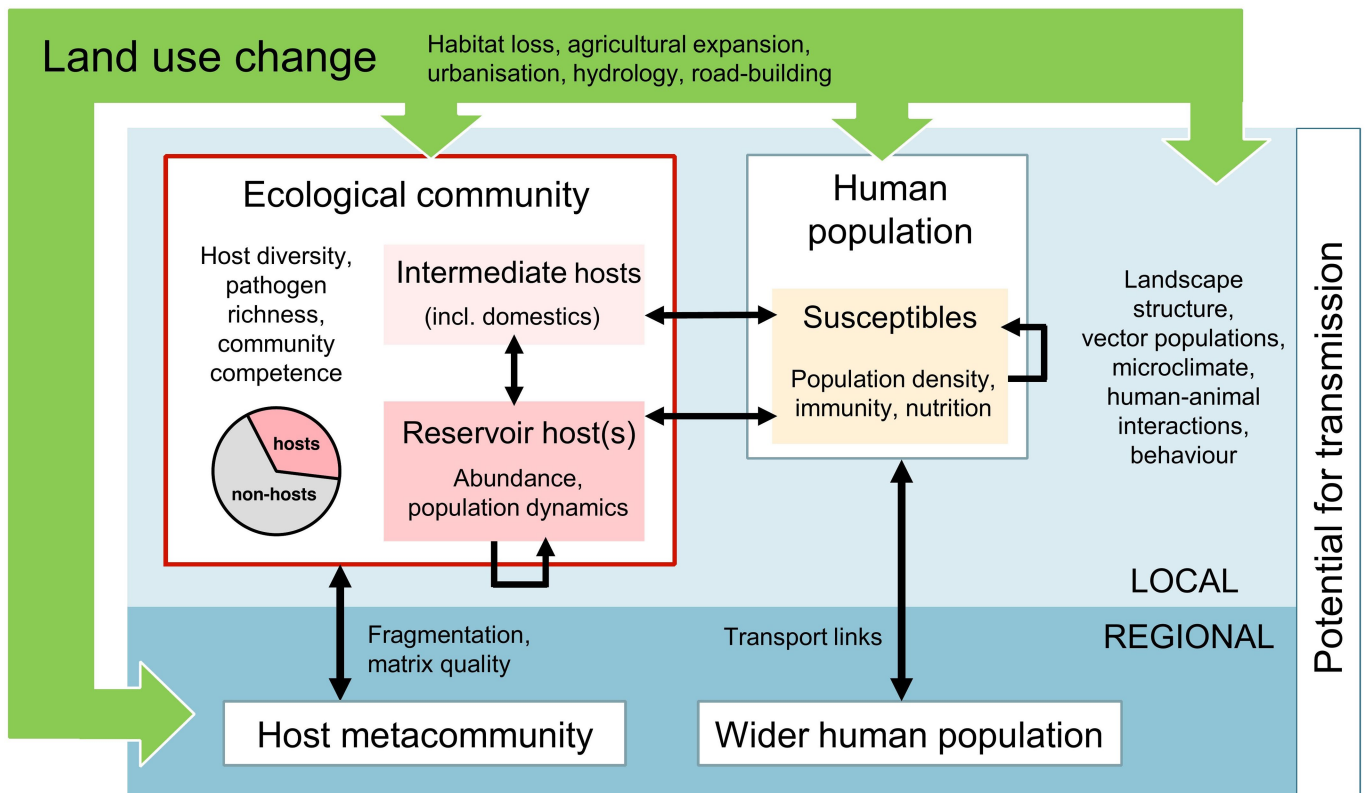 Land use change
Habitat loss, agricultural expansion,
urbanisation, hydrology, road-building
Ecological community
Host diversity,
pathogen
richness,
community
competence
hosts
non-hosts
Intermediate hosts
(incl. domestics)
Reservoir host(s)
Abundance,
population dynamics
Human
population
Susceptibles
Population density,
immunity, nutrition
Landscape
structure,
vector populations,
microclimate,
human-animal
interactions,
behaviour
LOCAL
REGIONAL
Fragmentation,
matrix quality
Transport links
Host metacommunity
Wider human population
Potential for transmission